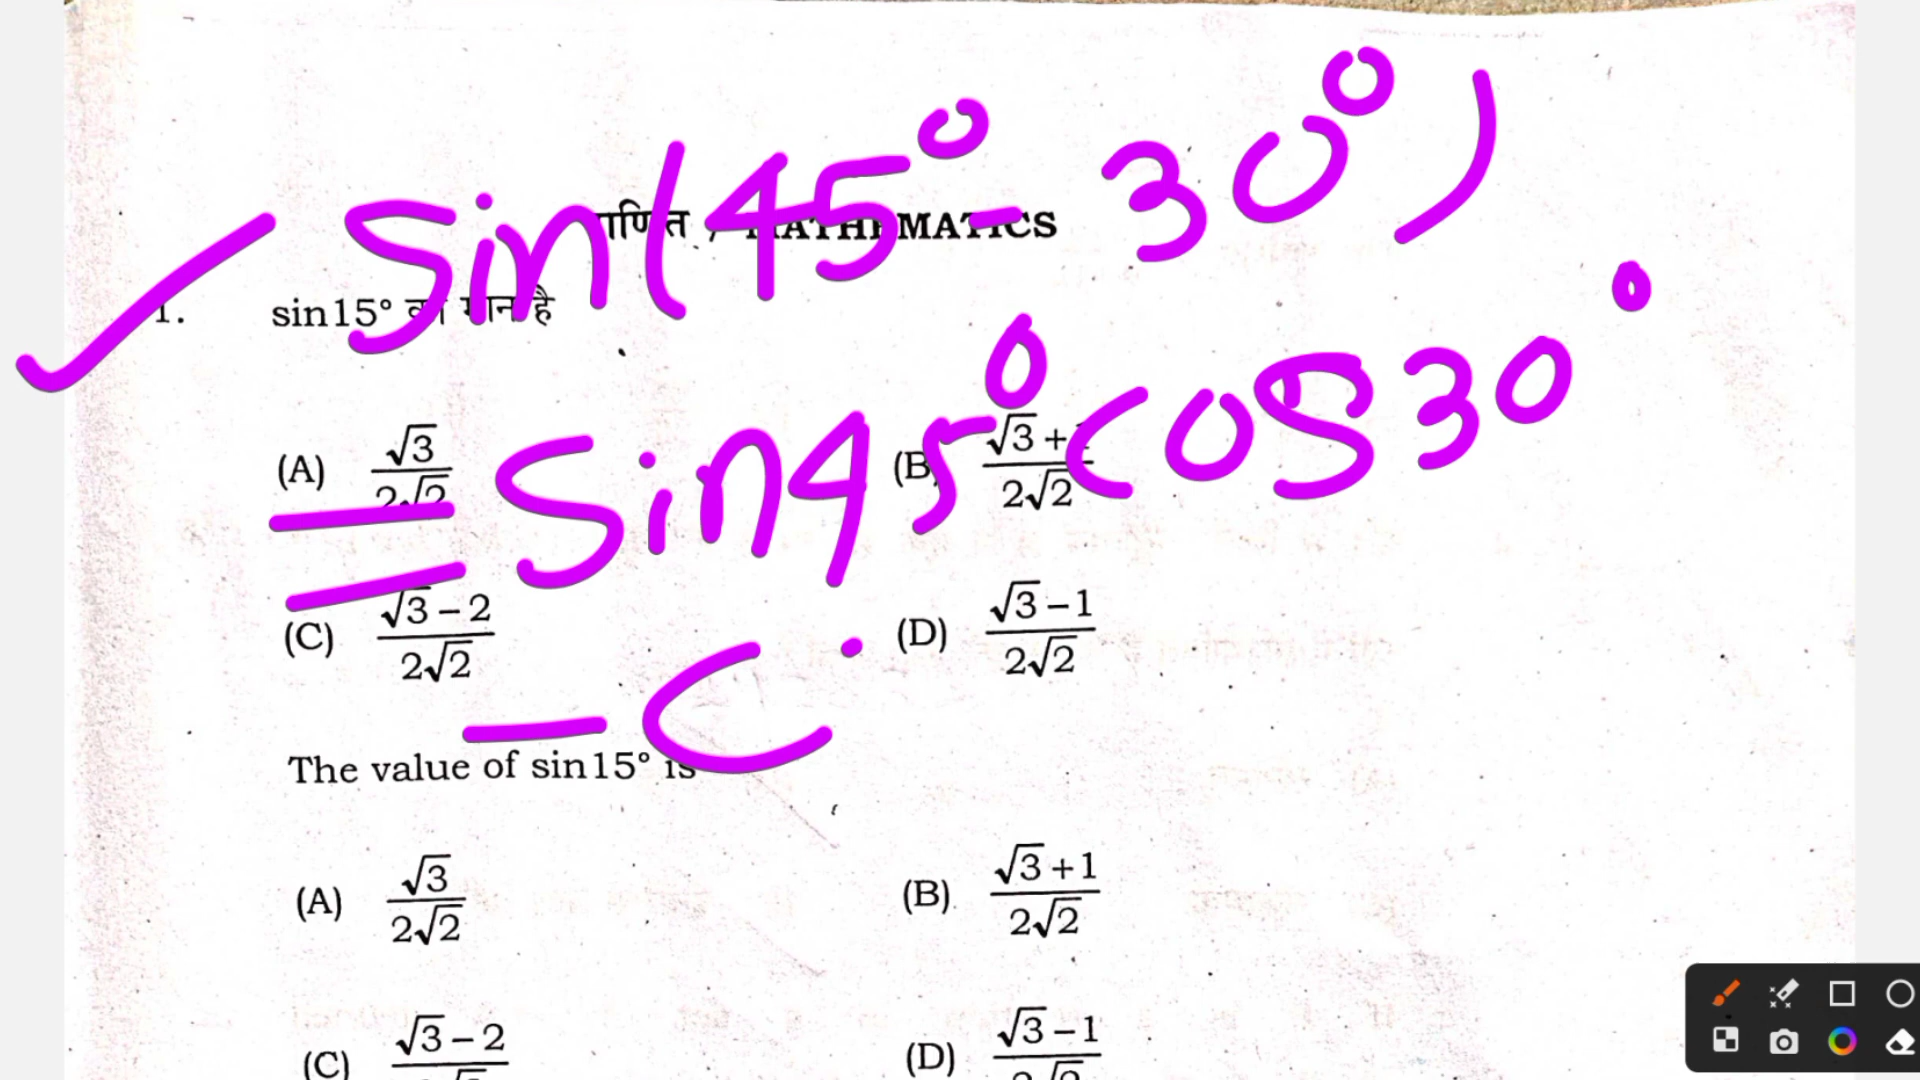 sin(45° - 30°)
गणित / MATHEMATICS
1. sin15° का मान है
= sin45° cos30°
(A) √3/2√2 (B) √3+1/2√2
(C) √3-2/2√2 (D) √3-1/2√2
- c
The value of sin15° is
(A) √3/2√2 (B) √3+1/2√2
(C) √3-2 (D) √3-1